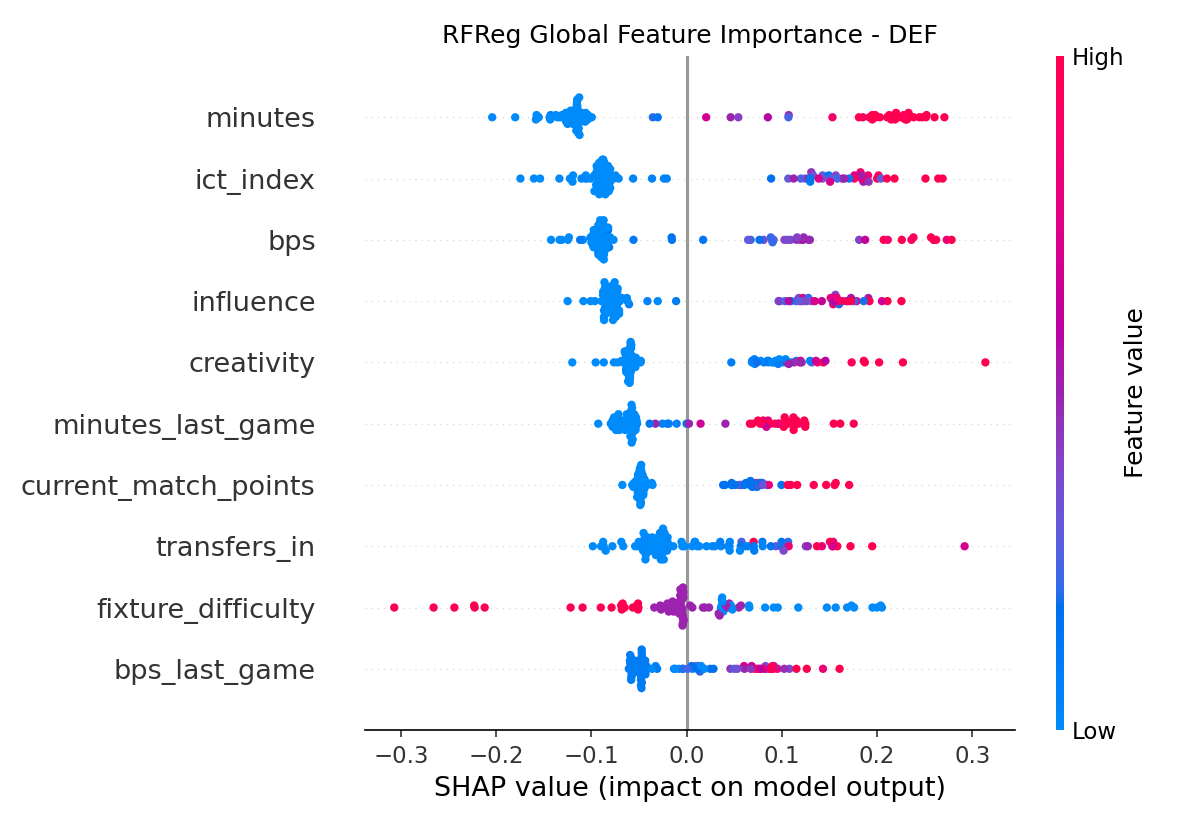 RFReg Global Feature Importance - DEF
High
minutes
ict_index
bps
influence
creativity
minutes_last_game
current_match_points
transfers_in
fixture_difficulty
bps_last_game
Feature value
Low
−0.3 −0.2 −0.1 0.0 0.1 0.2 0.3
SHAP value (impact on model output)